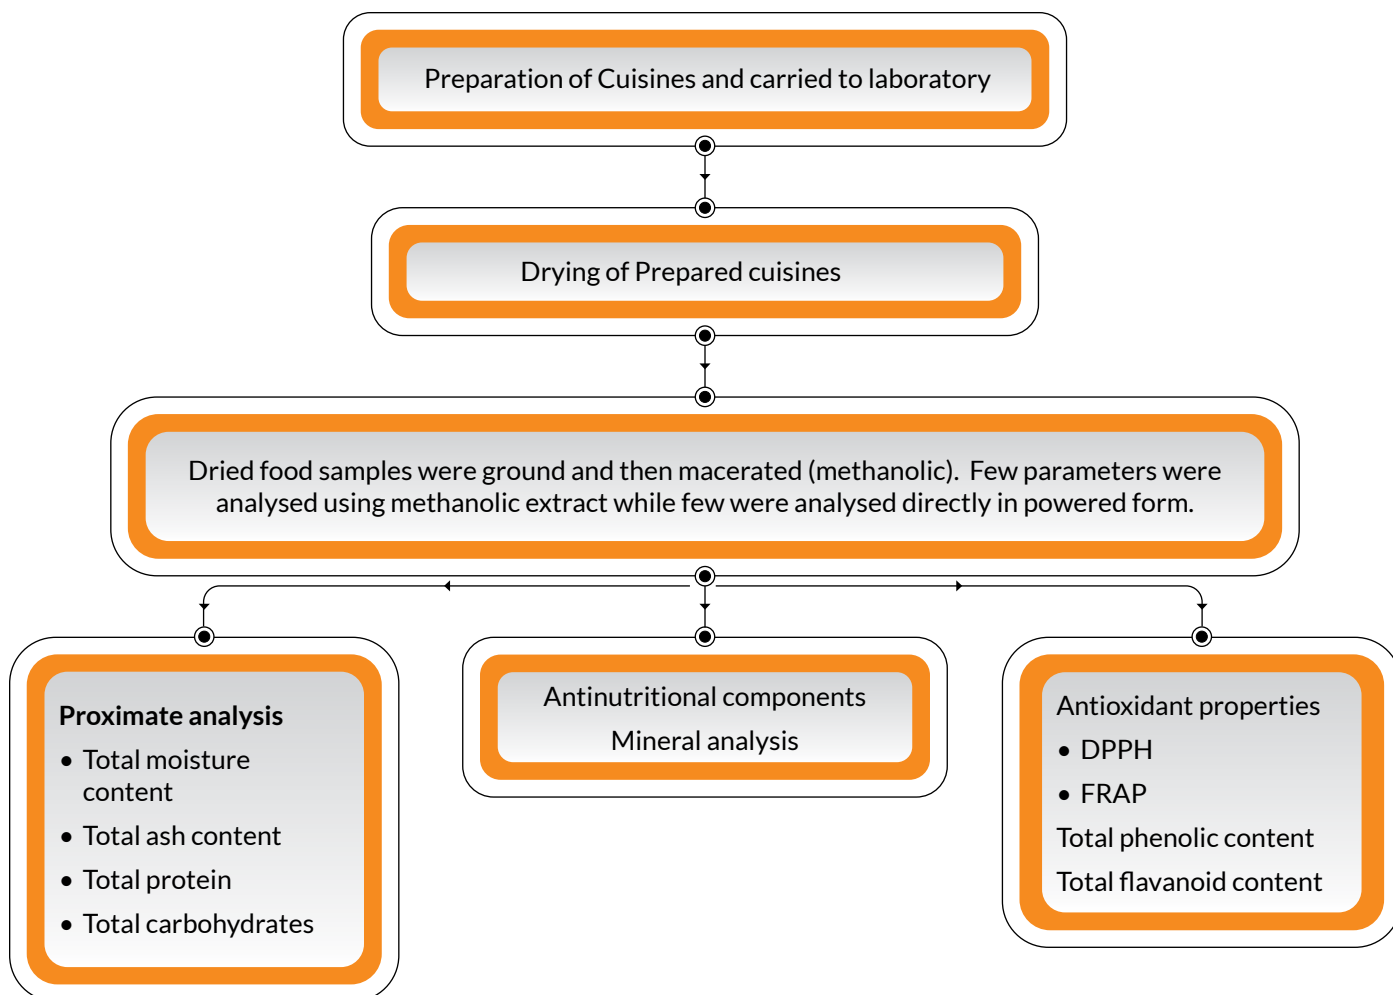 Preparation of Cuisines and carried to laboratory
Drying of Prepared cuisines
Dried food samples were ground and then macerated (methanolic).  Few parameters were
analysed using methanolic extract while few were analysed directly in powered form.
Proximate analysis
• Total moisture
content
• Total ash content
• Total protein
• Total carbohydrates
Antinutritional components
Mineral analysis
Antioxidant properties
• DPPH
• FRAP
Total phenolic content
Total flavanoid content